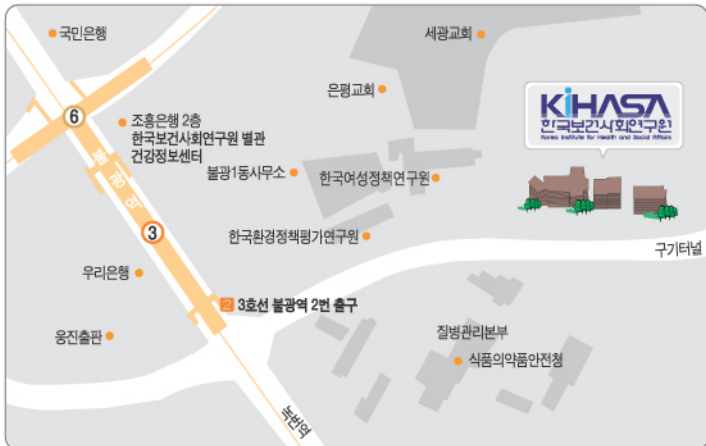 국민은행
세광교회
은평교회
KiHASA
한국보건사회연구원
Korea Institute for Health and Social Affairs
6
조흥은행 2층
한국보건사회연구원 별관
건강정보센터
불광역
불광1동사무소
한국여성정책연구원
3
한국환경정책평가연구원
구기터널
우리은행
2 3호선 불광역 2번 출구
웅진출판
질병관리본부
식품의약품안전청
녹번역